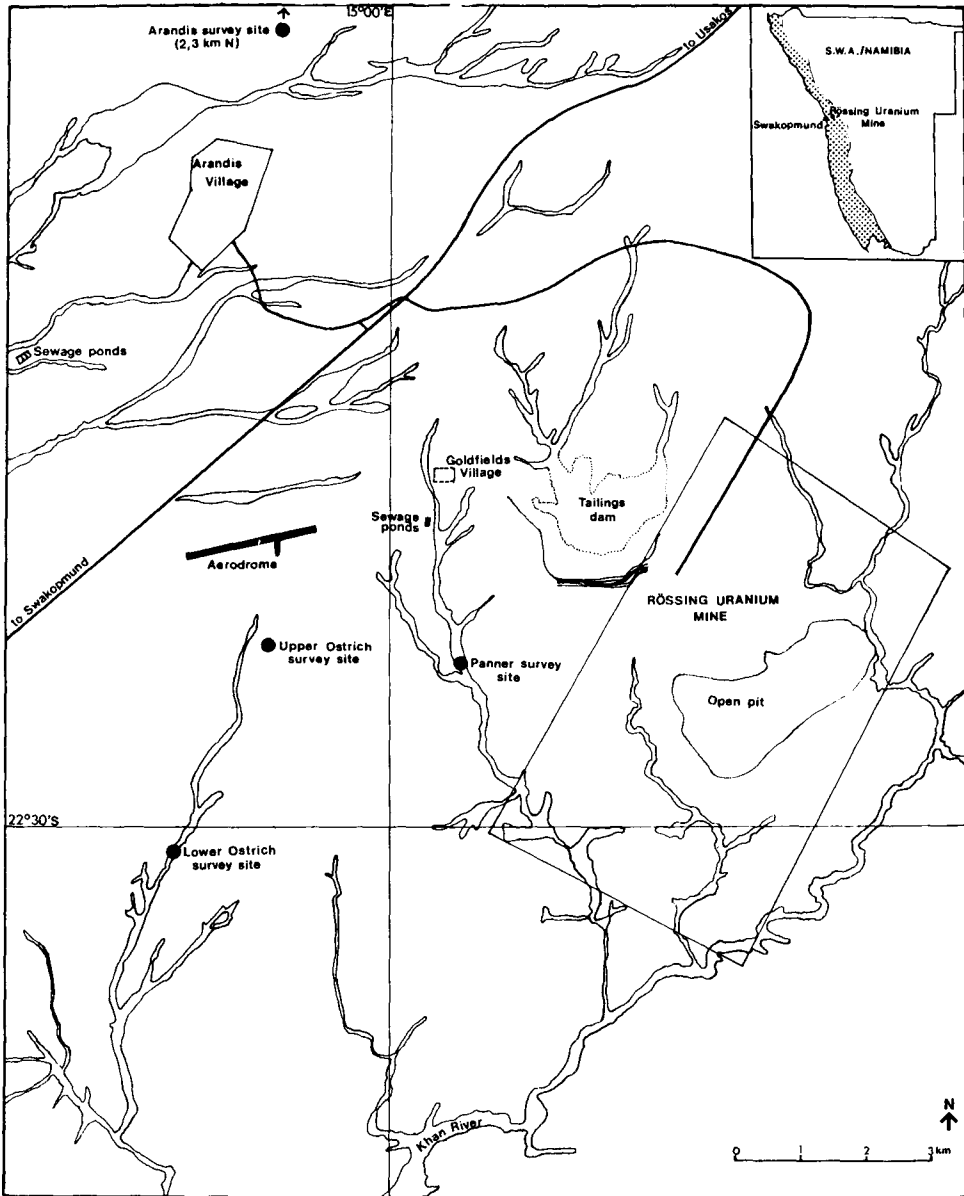 15°00'E
Arandis survey site
(2,3 km N)
to Usakos
S.W.A./NAMIBIA
Swakopmund
Rössing Uranium
Mine
Arandis
Village
Sewage ponds
Goldfields
Village
Tailings
dam
Sewage
ponds
Aerodrome
to Swakopmund
RÖSSING URANIUM
MINE
Upper Ostrich
survey site
Panner survey
site
Open pit
22°30'S
Lower Ostrich
survey site
Khan River
N
0 1 2 3 km